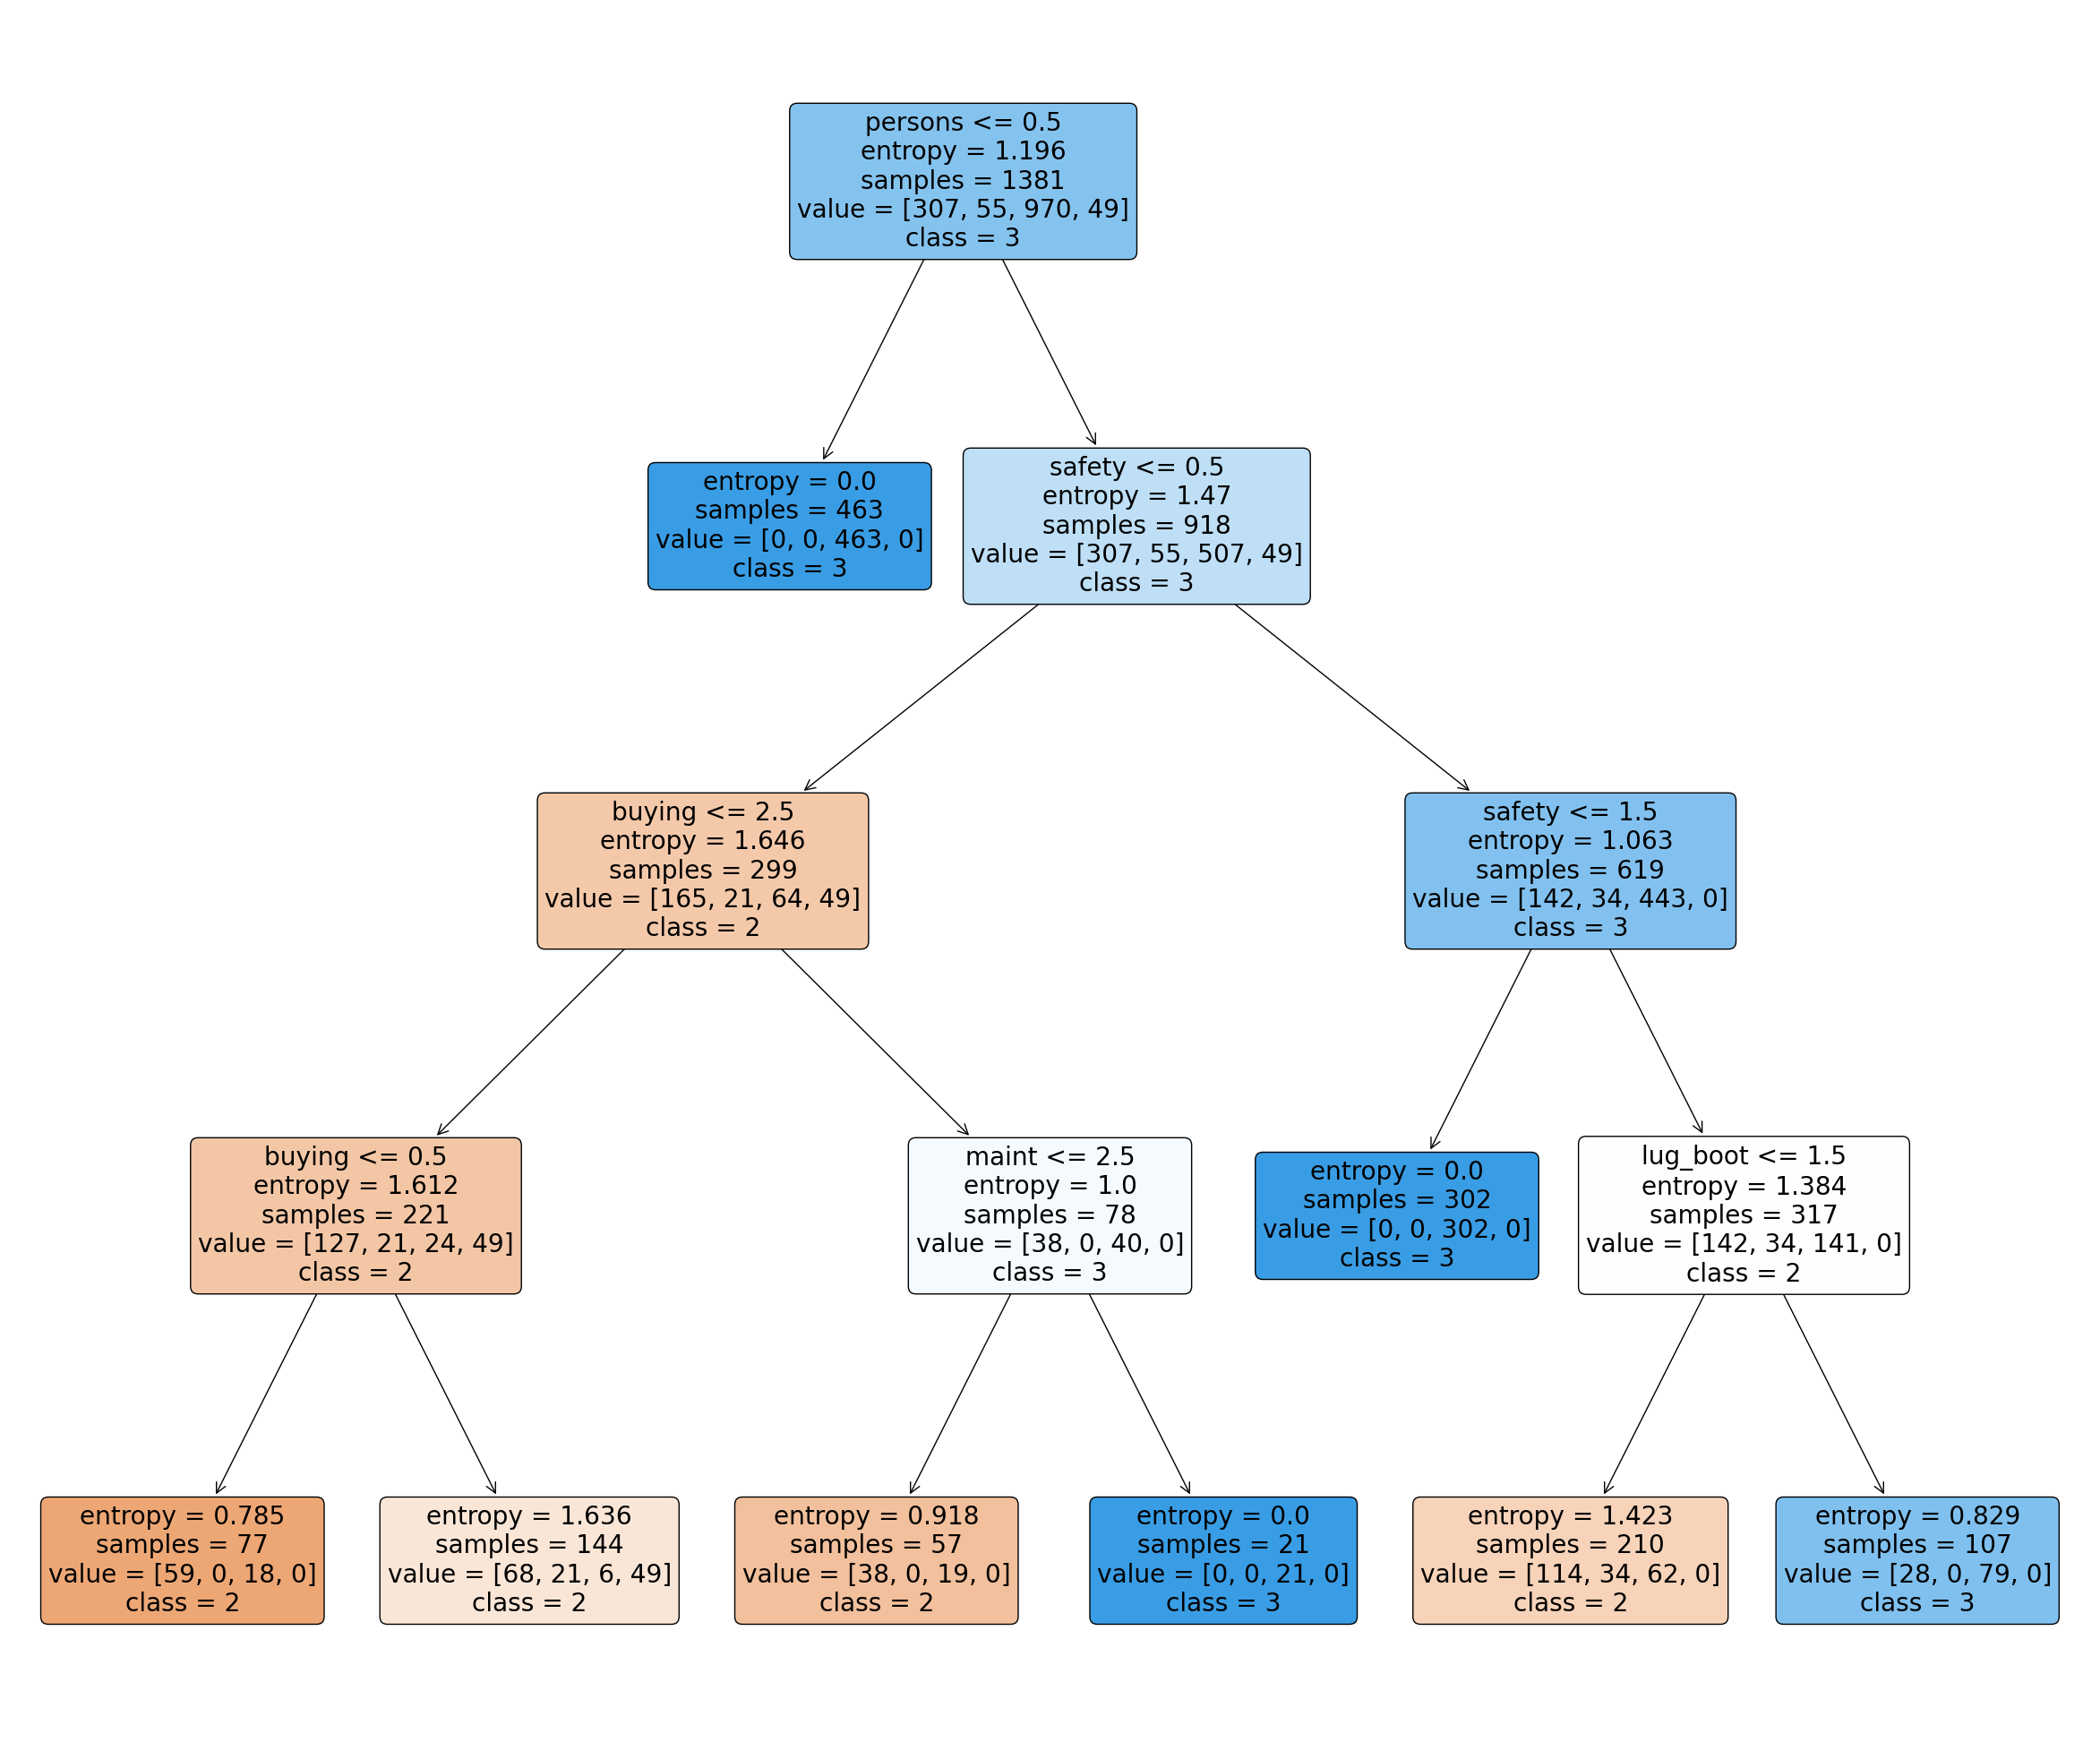 persons <= 0.5
entropy = 1.196
samples = 1381
value = [307, 55, 970, 49]
class = 3
entropy = 0.0
samples = 463
value = [0, 0, 463, 0]
class = 3
safety <= 0.5
entropy = 1.47
samples = 918
value = [307, 55, 507, 49]
class = 3
buying <= 2.5
entropy = 1.646
samples = 299
value = [165, 21, 64, 49]
class = 2
safety <= 1.5
entropy = 1.063
samples = 619
value = [142, 34, 443, 0]
class = 3
buying <= 0.5
entropy = 1.612
samples = 221
value = [127, 21, 24, 49]
class = 2
maint <= 2.5
entropy = 1.0
samples = 78
value = [38, 0, 40, 0]
class = 3
entropy = 0.0
samples = 302
value = [0, 0, 302, 0]
class = 3
lug_boot <= 1.5
entropy = 1.384
samples = 317
value = [142, 34, 141, 0]
class = 2
entropy = 0.785
samples = 77
value = [59, 0, 18, 0]
class = 2
entropy = 1.636
samples = 144
value = [68, 21, 6, 49]
class = 2
entropy = 0.918
samples = 57
value = [38, 0, 19, 0]
class = 2
entropy = 0.0
samples = 21
value = [0, 0, 21, 0]
class = 3
entropy = 1.423
samples = 210
value = [114, 34, 62, 0]
class = 2
entropy = 0.829
samples = 107
value = [28, 0, 79, 0]
class = 3